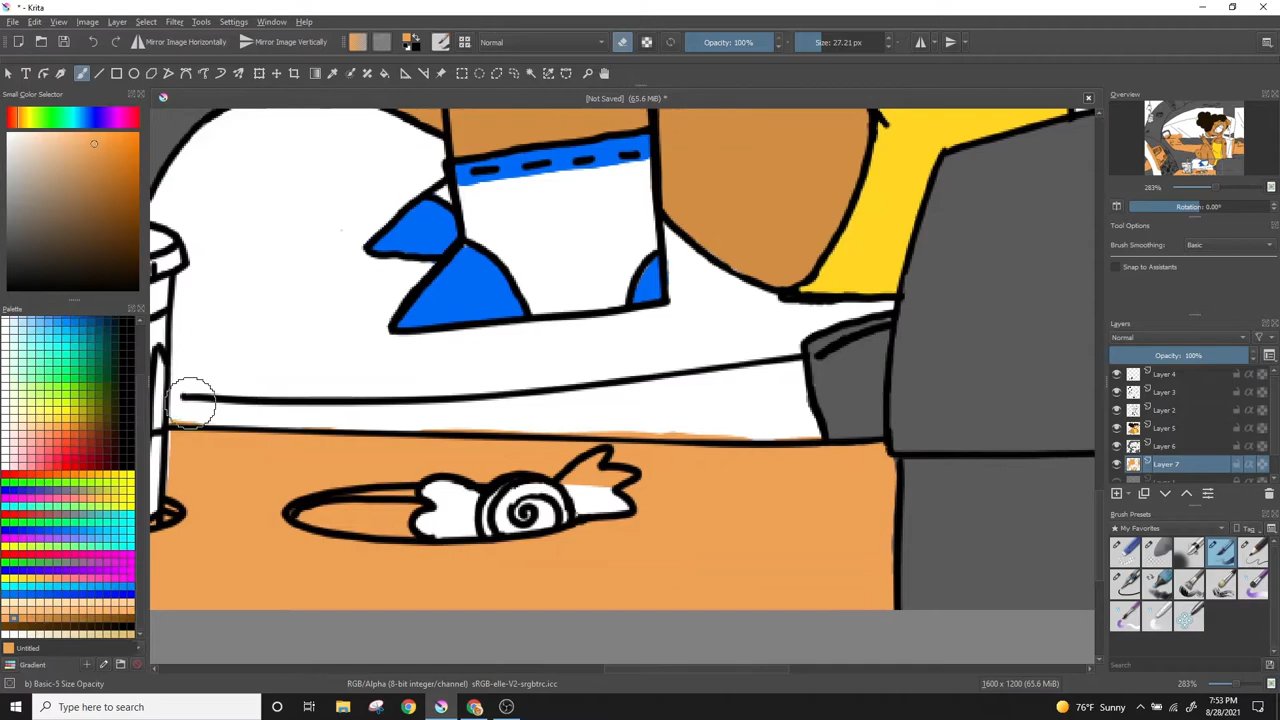 * - Krita
File Edit View Image Layer Select Filter Tools Settings Window Help
Mirror Image Horizontally Mirror Image Vertically Normal Opacity: 100% Size: 27.21 px
Small Color Selector
[Not Saved] (65.6 MiB) *
Overview
283%
Rotation: 0.00°
Tool Options
Brush Smoothing: Basic
Snap to Assistants
Palette
Layers
Normal
Opacity: 100%
Layer 4
Layer 3
Layer 2
Layer 5
Layer 6
Layer 7
Brush Presets
My Favorites Tag
Untitled
Gradient
Search
b) Basic-5 Size Opacity RGB/Alpha (8-bit integer/channel) sRGB-elle-V2-srgbtrc.icc 1600 x 1200 (65.6 MiB) 283%
Type here to search
76°F Sunny
7:53 PM
8/28/2021